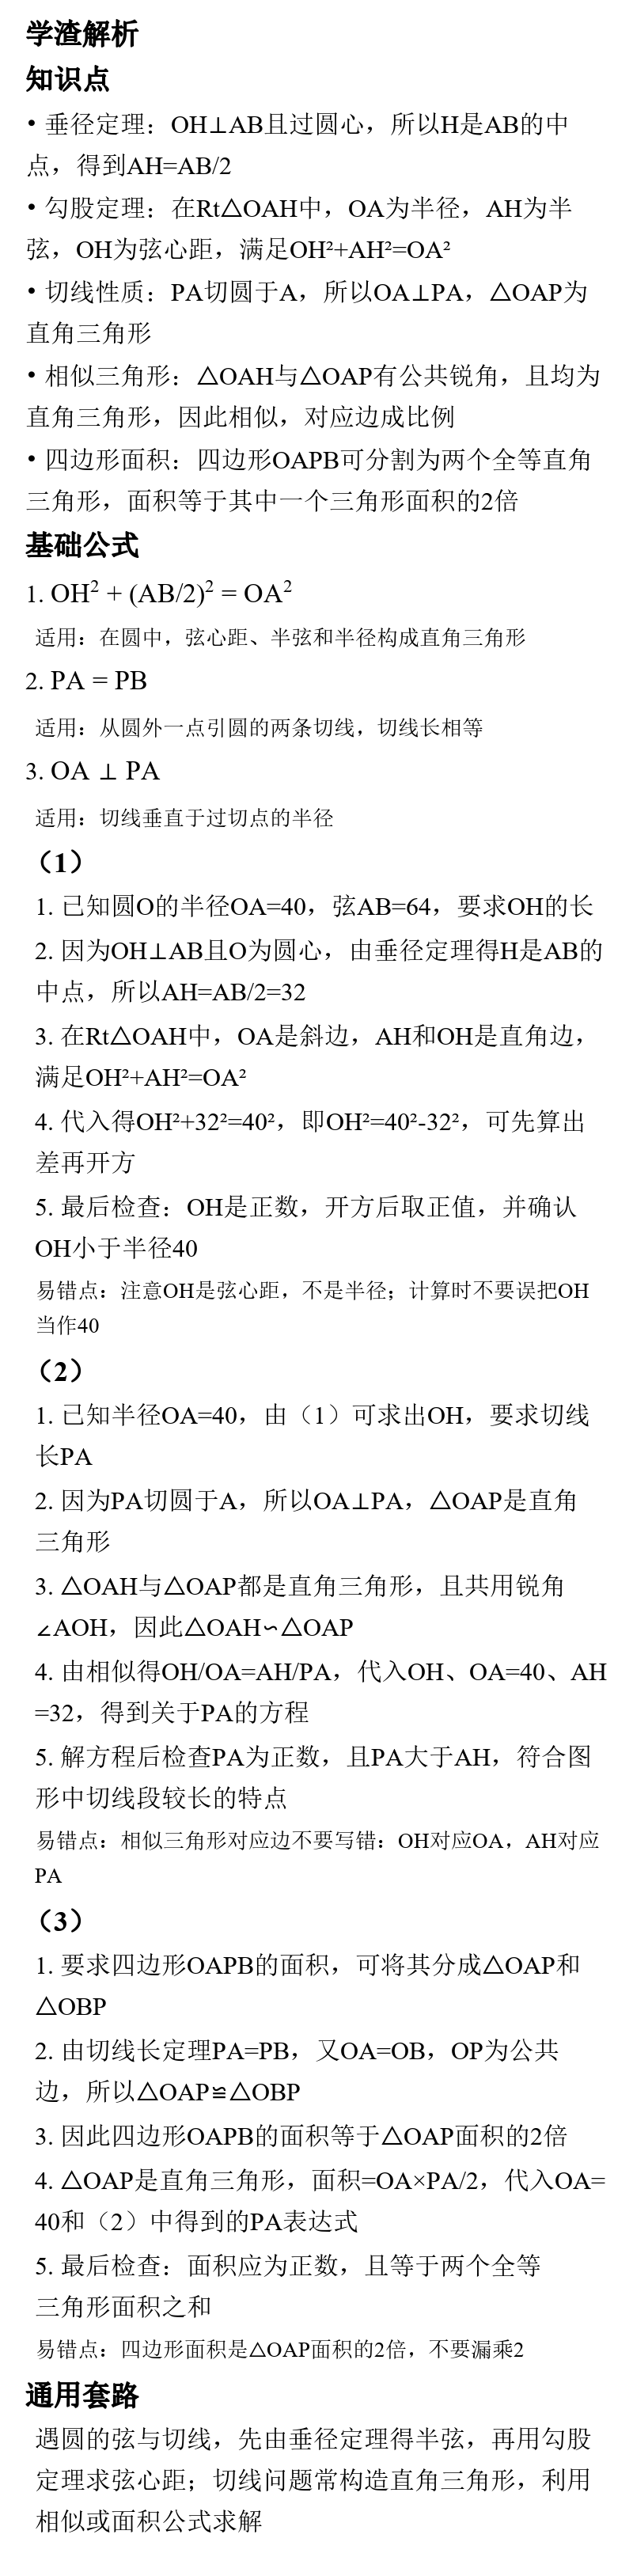 学渣解析
知识点
• 垂径定理：OH⊥AB且过圆心，所以H是AB的中
点，得到AH=AB/2
• 勾股定理：在Rt△OAH中，OA为半径，AH为半
弦，OH为弦心距，满足OH²+AH²=OA²
• 切线性质：PA切圆于A，所以OA⊥PA，△OAP为
直角三角形
• 相似三角形：△OAH与△OAP有公共锐角，且均为
直角三角形，因此相似，对应边成比例
• 四边形面积：四边形OAPB可分割为两个全等直角
三角形，面积等于其中一个三角形面积的2倍
基础公式
1. OH² + (AB/2)² = OA²
适用：在圆中，弦心距、半弦和半径构成直角三角形
2. PA = PB
适用：从圆外一点引圆的两条切线，切线长相等
3. OA ⊥ PA
适用：切线垂直于过切点的半径
（1）
1. 已知圆O的半径OA=40，弦AB=64，要求OH的长
2. 因为OH⊥AB且O为圆心，由垂径定理得H是AB的
中点，所以AH=AB/2=32
3. 在Rt△OAH中，OA是斜边，AH和OH是直角边，
满足OH²+AH²=OA²
4. 代入得OH²+32²=40²，即OH²=40²-32²，可先算出
差再开方
5. 最后检查：OH是正数，开方后取正值，并确认
OH小于半径40
易错点：注意OH是弦心距，不是半径；计算时不要误把OH
当作40
（2）
1. 已知半径OA=40，由（1）可求出OH，要求切线
长PA
2. 因为PA切圆于A，所以OA⊥PA，△OAP是直角
三角形
3. △OAH与△OAP都是直角三角形，且共用锐角
∠AOH，因此△OAH∽△OAP
4. 由相似得OH/OA=AH/PA，代入OH、OA=40、AH
=32，得到关于PA的方程
5. 解方程后检查PA为正数，且PA大于AH，符合图
形中切线段较长的特点
易错点：相似三角形对应边不要写错：OH对应OA，AH对应
PA
（3）
1. 要求四边形OAPB的面积，可将其分成△OAP和
△OBP
2. 由切线长定理PA=PB，又OA=OB，OP为公共
边，所以△OAP≌△OBP
3. 因此四边形OAPB的面积等于△OAP面积的2倍
4. △OAP是直角三角形，面积=OA×PA/2，代入OA=
40和（2）中得到的PA表达式
5. 最后检查：面积应为正数，且等于两个全等
三角形面积之和
易错点：四边形面积是△OAP面积的2倍，不要漏乘2
通用套路
遇圆的弦与切线，先由垂径定理得半弦，再用勾股
定理求弦心距；切线问题常构造直角三角形，利用
相似或面积公式求解